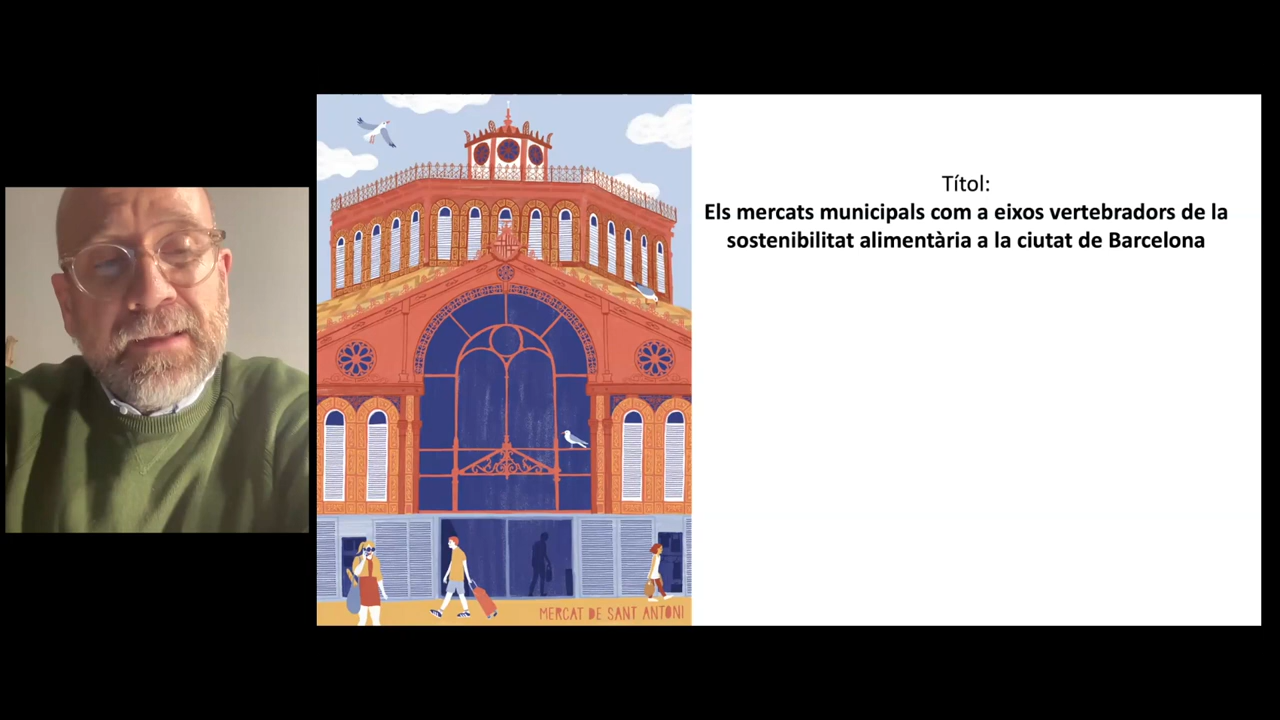 Títol:
Els mercats municipals com a eixos vertebradors de la
sostenibilitat alimentària a la ciutat de Barcelona
MERCAT DE SANT ANTONI